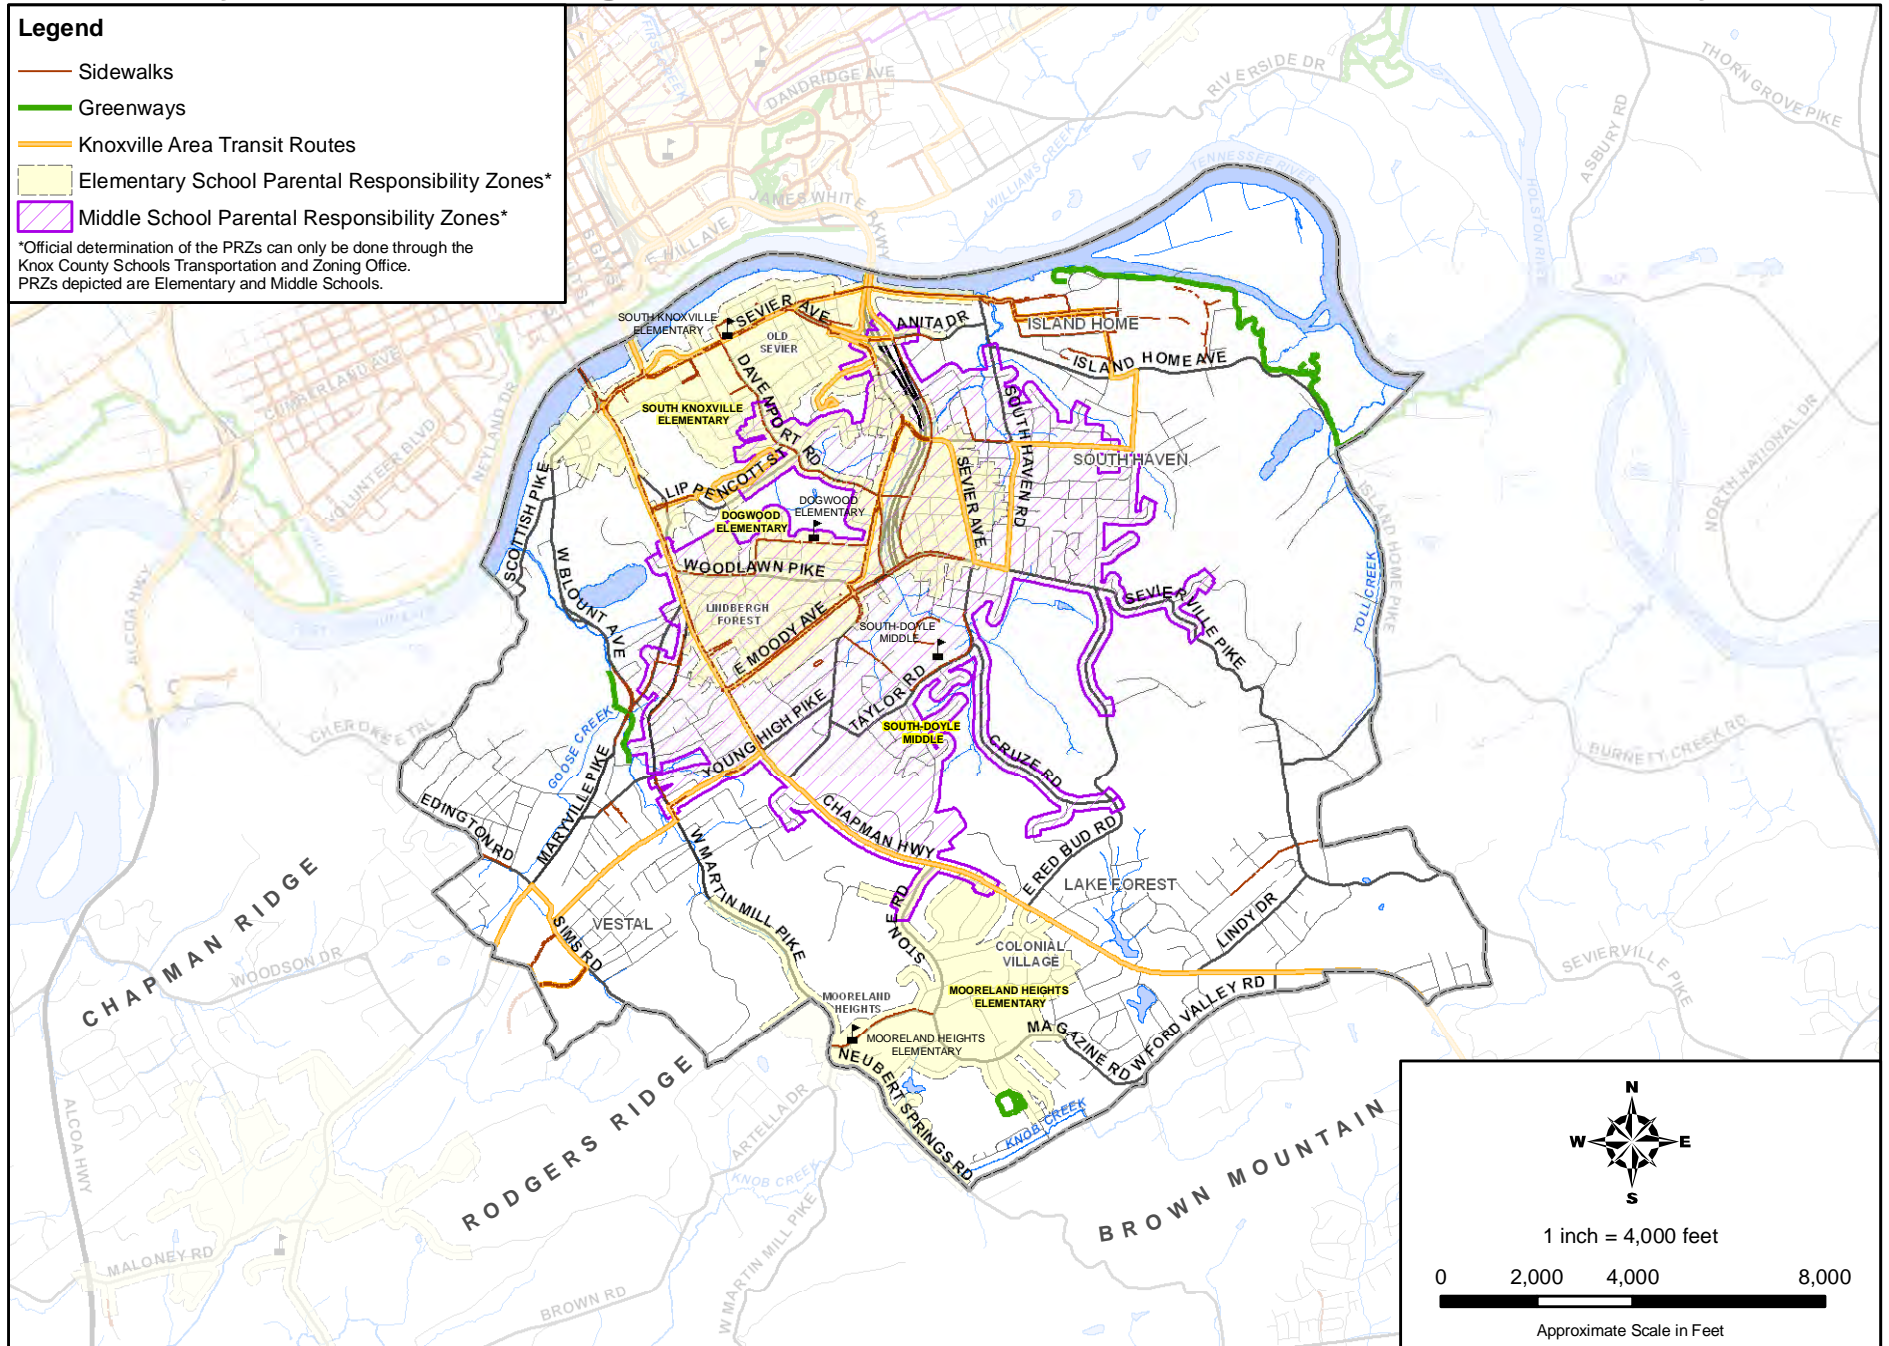 Legend
Sidewalks
Greenways
Knoxville Area Transit Routes
Elementary School Parental Responsibility Zones*
Middle School Parental Responsibility Zones*
*Official determination of the PRZs can only be done through the
Knox County Schools Transportation and Zoning Office.
PRZs depicted are Elementary and Middle Schools.
FIRST CREEK
DANDRIDGE AVE
RIVERSIDE DR
THORN GROVE PIKE
ASBURY RD
WILLIAMS CREEK
TENNESSEE RIVER
HOLSTON RIVER
JAMES WHITE PKWY
E HILL AVE
S GAY ST
SOUTH KNOXVILLE
ELEMENTARY
SEVIER AVE
OLD
SEVIER
ANITA DR
ISLAND HOME
ISLAND HOME AVE
CUMBERLAND AVE
NEYLAND DR
VOLUNTEER BLVD
DAVENPORT RD
SOUTH KNOXVILLE
ELEMENTARY
SOUTH HAVEN RD
SOUTH HAVEN
NORTH NATIONAL DR
LIPPENCOTT ST
SCOTTISH PIKE
DOGWOOD
ELEMENTARY
DOGWOOD
ELEMENTARY
SEVIER AVE
ISLAND HOME PIKE
TOLL CREEK
W BLOUNT AVE
WOODLAWN PIKE
LINDBERGH
FOREST
E MOODY AVE
SOUTH-DOYLE
MIDDLE
SEVIERVILLE PIKE
ALCOA HWY
CHEROKEE TRL
GOOSE CREEK
TAYLOR RD
YOUNG HIGH PIKE
SOUTH-DOYLE
MIDDLE
CRUZE RD
BURNETT CREEK RD
EDINGTON RD
MARYVILLE PIKE
CHAPMAN HWY
E RED BUD RD
LAKE FOREST
W MARTIN MILL PIKE
STONE RD
LINDY DR
CHAPMAN RIDGE
WOODSON DR
SIMS RD
VESTAL
COLONIAL
VILLAGE
SEVIERVILLE PIKE
MOORELAND
HEIGHTS
MOORELAND HEIGHTS
ELEMENTARY
MOORELAND HEIGHTS
ELEMENTARY
MAGAZINE RD
W FORD VALLEY RD
NEUBERT SPRINGS RD
KNOB CREEK
ALCOA HWY
RODGERS RIDGE
ARTELLA DR
KNOB CREEK
BROWN MOUNTAIN
MALONEY RD
BROWN RD
W MARTIN MILL PIKE
N
W E
S
1 inch = 4,000 feet
0 2,000 4,000 8,000
Approximate Scale in Feet